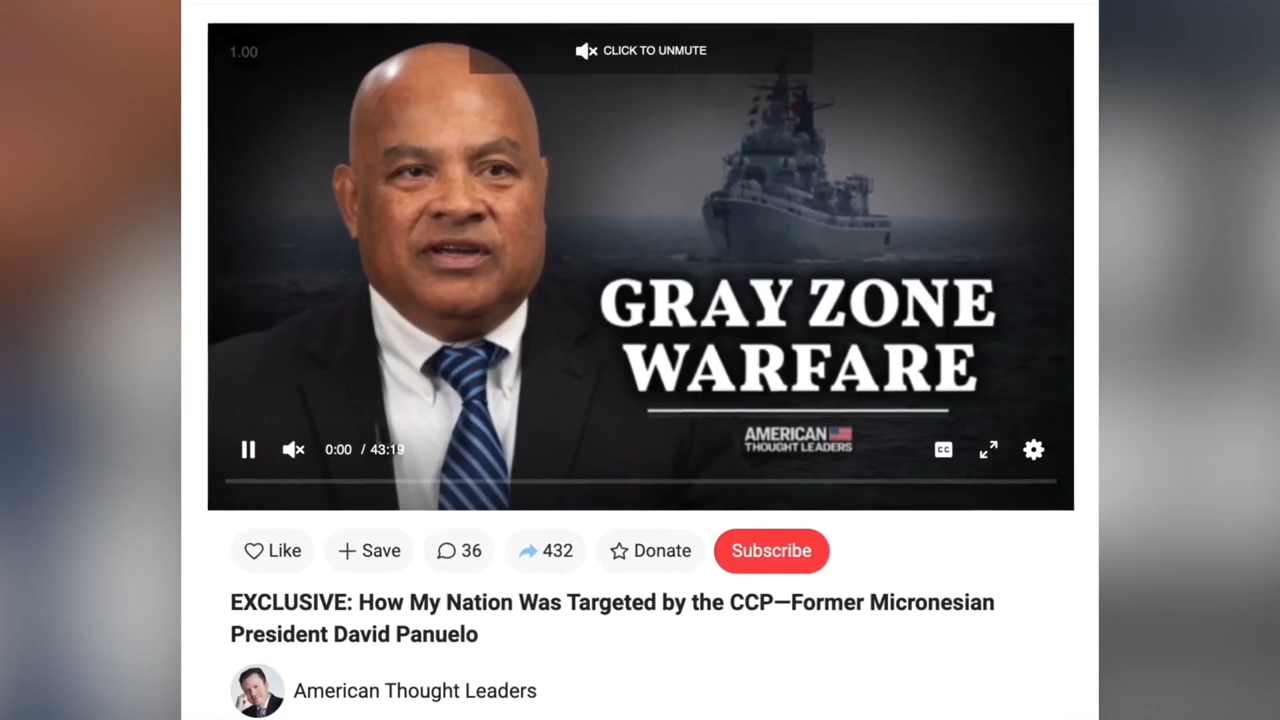 1.00
CLICK TO UNMUTE
GRAY ZONE
WARFARE
AMERICAN
THOUGHT LEADERS
0:00 / 43:19
CC
Like
Save
36
432
Donate
Subscribe
EXCLUSIVE: How My Nation Was Targeted by the CCP—Former Micronesian
President David Panuelo
American Thought Leaders